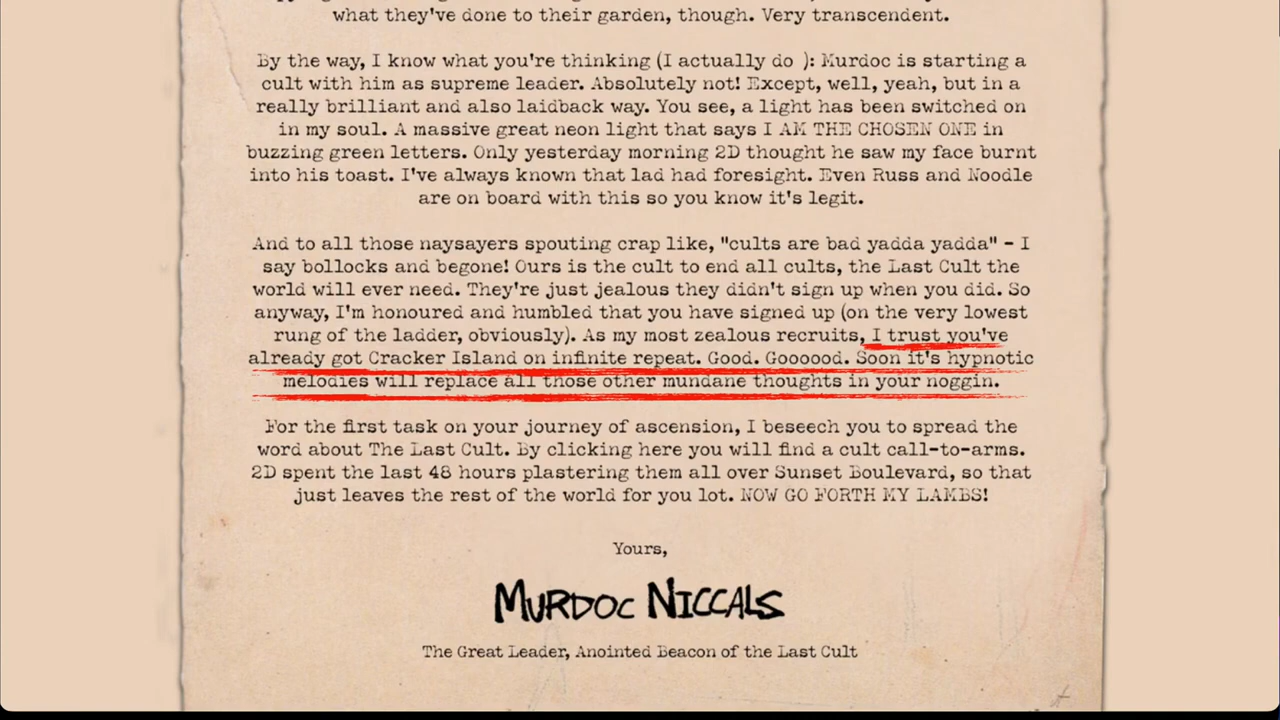 what they've done to their garden, though. Very transcendent.
By the way, I know what you're thinking (I actually do ): Murdoc is starting a
cult with him as supreme leader. Absolutely not! Except, well, yeah, but in a
really brilliant and also laidback way. You see, a light has been switched on
in my soul. A massive great neon light that says I AM THE CHOSEN ONE in
buzzing green letters. Only yesterday morning 2D thought he saw my face burnt
into his toast. I've always known that lad had foresight. Even Russ and Noodle
are on board with this so you know it's legit.
And to all those naysayers spouting crap like, "cults are bad yadda yadda" – I
say bollocks and begone! Ours is the cult to end all cults, the Last Cult the
world will ever need. They're just jealous they didn't sign up when you did. So
anyway, I'm honoured and humbled that you have signed up (on the very lowest
rung of the ladder, obviously). As my most zealous recruits, I trust you've
already got Cracker Island on infinite repeat. Good. Goooood. Soon it's hypnotic
melodies will replace all those other mundane thoughts in your noggin.
For the first task on your journey of ascension, I beseech you to spread the
word about The Last Cult. By clicking here you will find a cult call-to-arms.
2D spent the last 48 hours plastering them all over Sunset Boulevard, so that
just leaves the rest of the world for you lot. NOW GO FORTH MY LAMBS!
Yours,
MURDOC NICCALS
The Great Leader, Anointed Beacon of the Last Cult